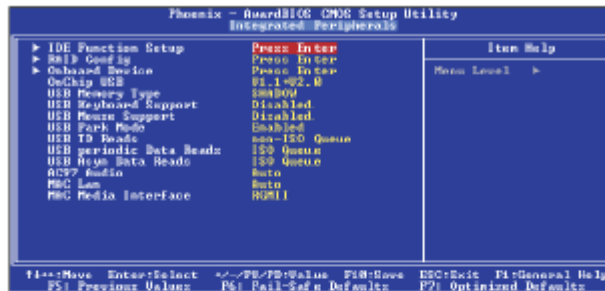 Phoenix - AwardBIOS CMOS Setup Utility
Integrated Peripherals
▶ IDE Function Setup Press Enter
▶ RAID Config Press Enter
▶ Onboard Device Press Enter
OnChip USB V1.1+V2.0
USB Memory Type SHADOW
USB Keyboard Support Disabled
USB Mouse Support Disabled
USB Park Mode Enabled
USB TD Reads non-ISO Queue
USB periodic Data Reads ISO Queue
USB Asyn Data Reads ISO Queue
AC97 Audio Auto
MAC Lan Auto
MAC Media Interface RGMII
Item Help
Menu Level ▶
↑↓→←:Move Enter:Select +/-/PU/PD:Value F10:Save ESC:Exit F1:General Help
F5: Previous Values F6: Fail-Safe Defaults F7: Optimized Defaults